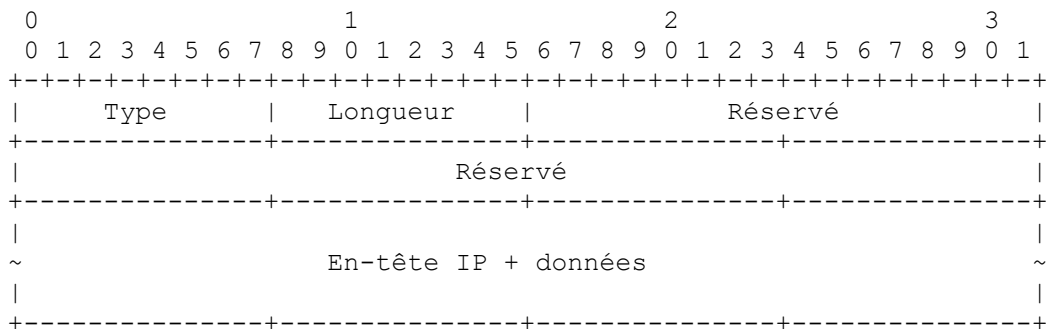 0                   1                   2                   3
 0 1 2 3 4 5 6 7 8 9 0 1 2 3 4 5 6 7 8 9 0 1 2 3 4 5 6 7 8 9 0 1
+-+-+-+-+-+-+-+-+-+-+-+-+-+-+-+-+-+-+-+-+-+-+-+-+-+-+-+-+-+-+-+-+
|     Type      |   Longueur    |            Réservé            |
+---------------+---------------+---------------+---------------+
|                            Réservé                            |
+---------------+---------------+---------------+---------------+
|                                                               |
~                    En-tête IP + données                       ~
|                                                               |
+---------------+---------------+---------------+---------------+